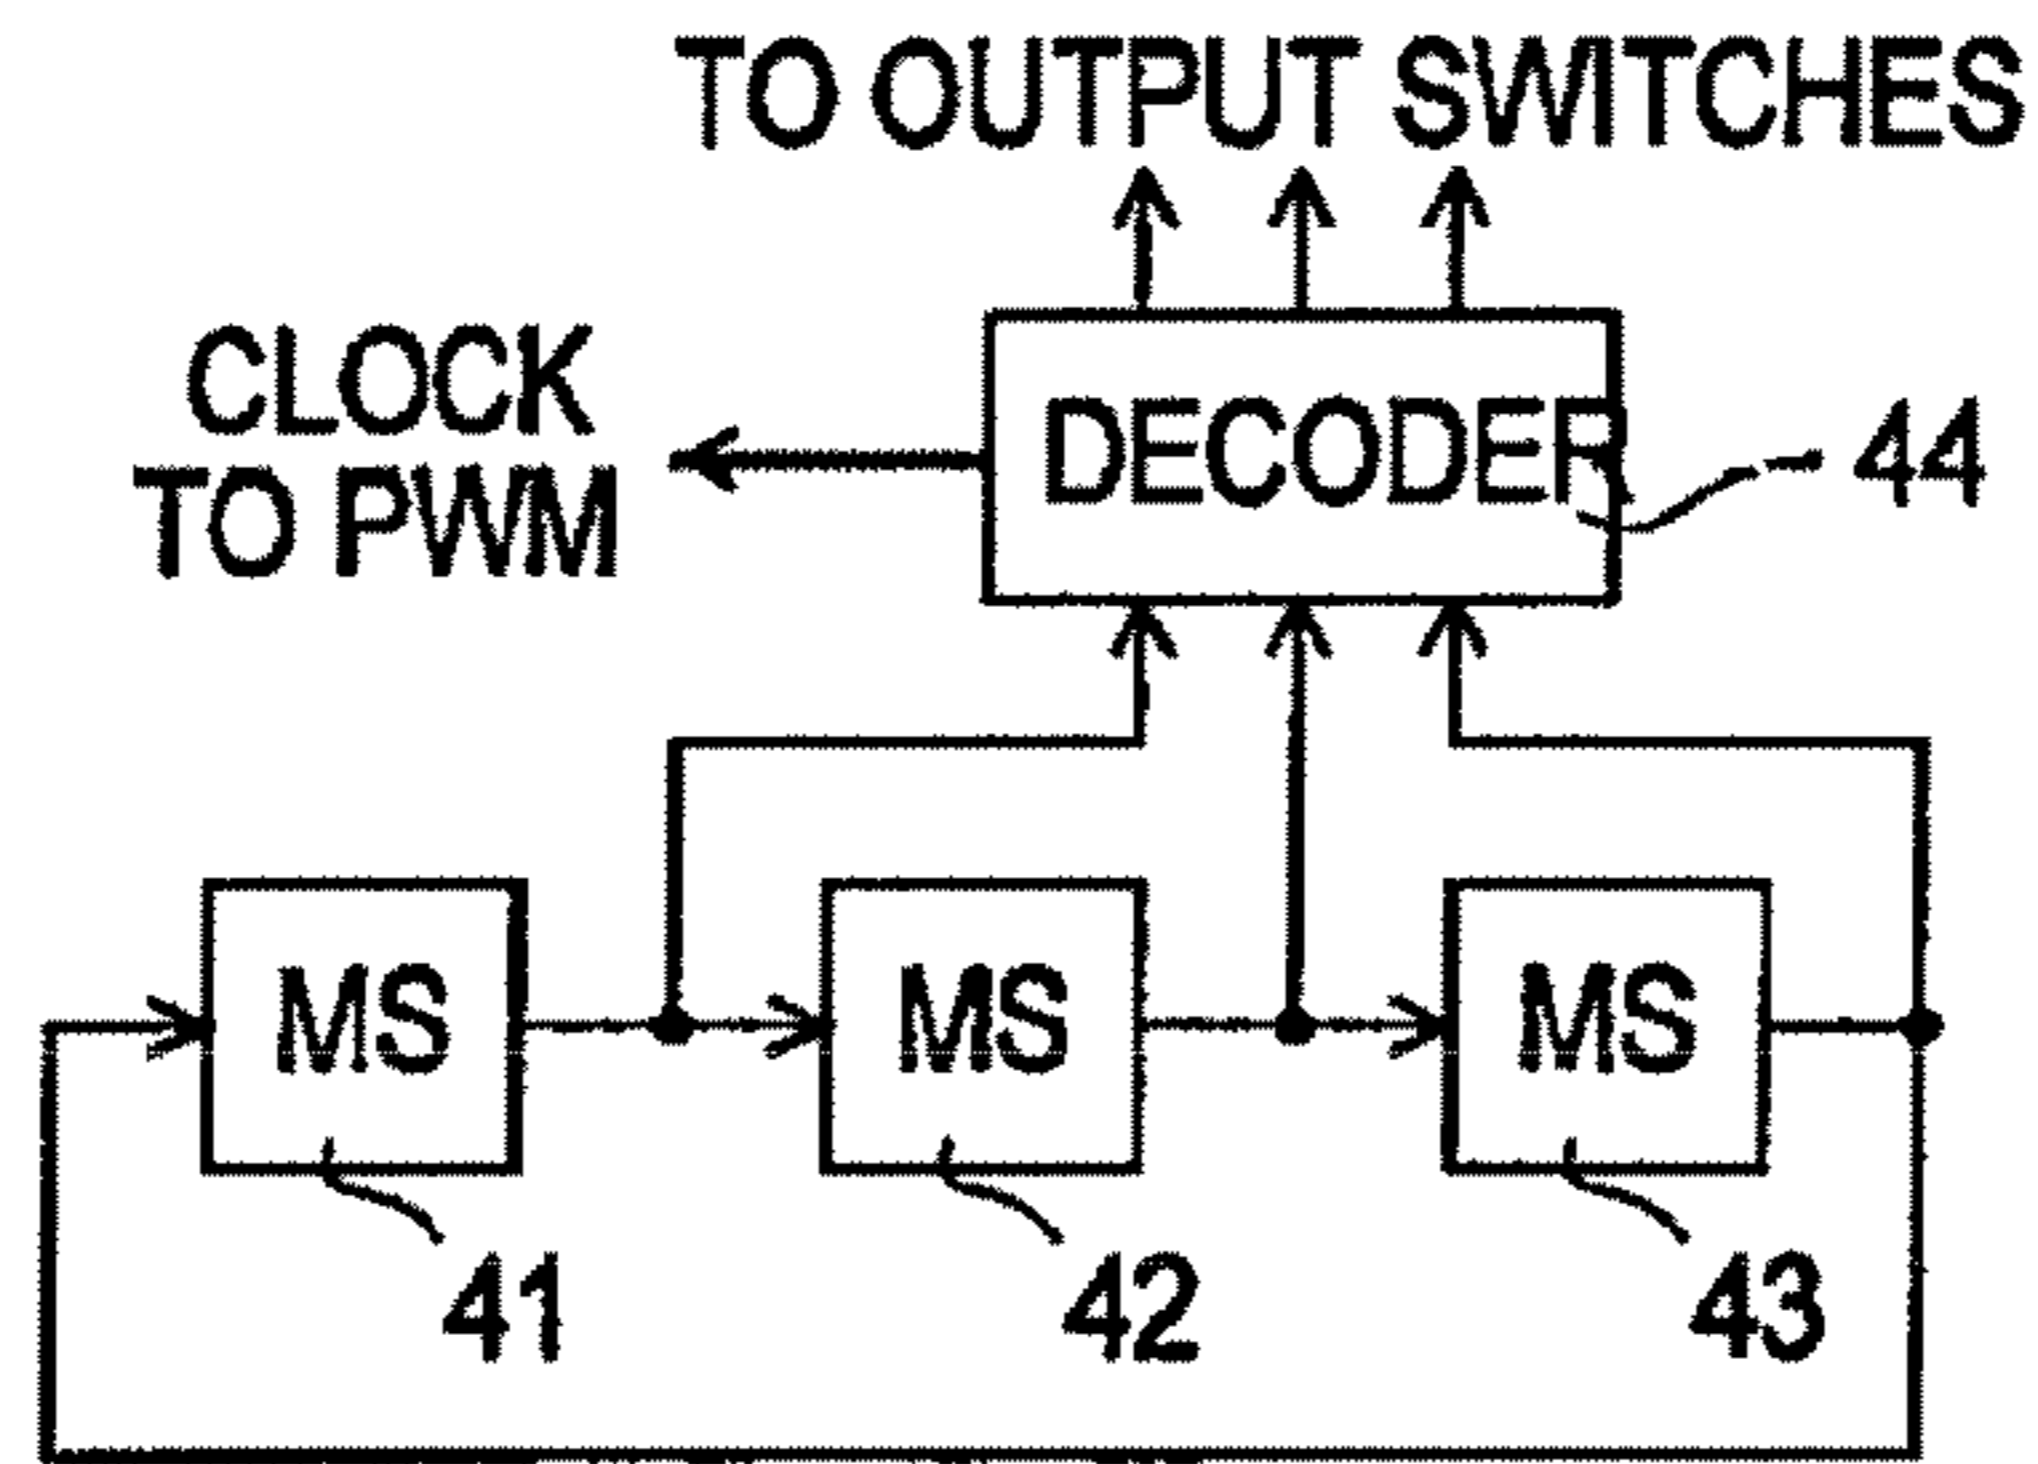 TO OUTPUT SWITCHES
CLOCK
TO PWM
DECODER
44
MS
MS
MS
41
42
43